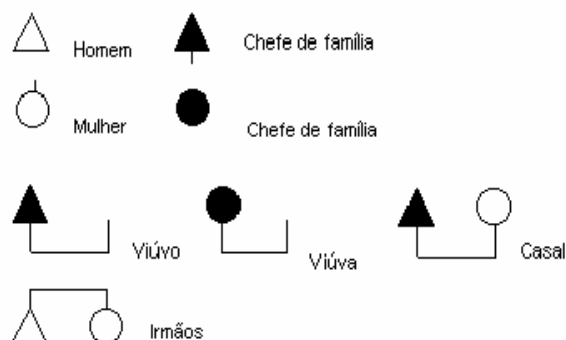 Homem
Chefe de família
Mulher
Chefe de família
Viúvo
Viúva
Casal
Irmãos